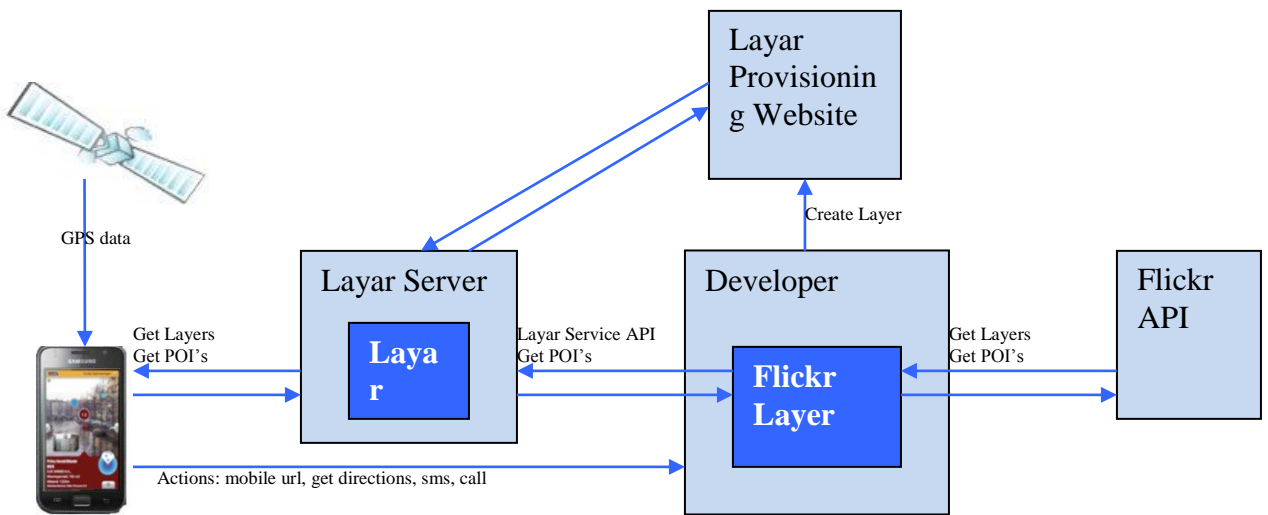 Layar
Provisionin
g Website
Create Layer
GPS data
Layar Server
Developer
Flickr
API
Get Layers
Get POI's
Laya
r
Layar Service API
Get POI's
Flickr
Layer
Get Layers
Get POI's
SAMSUNG
Actions: mobile url, get directions, sms, call